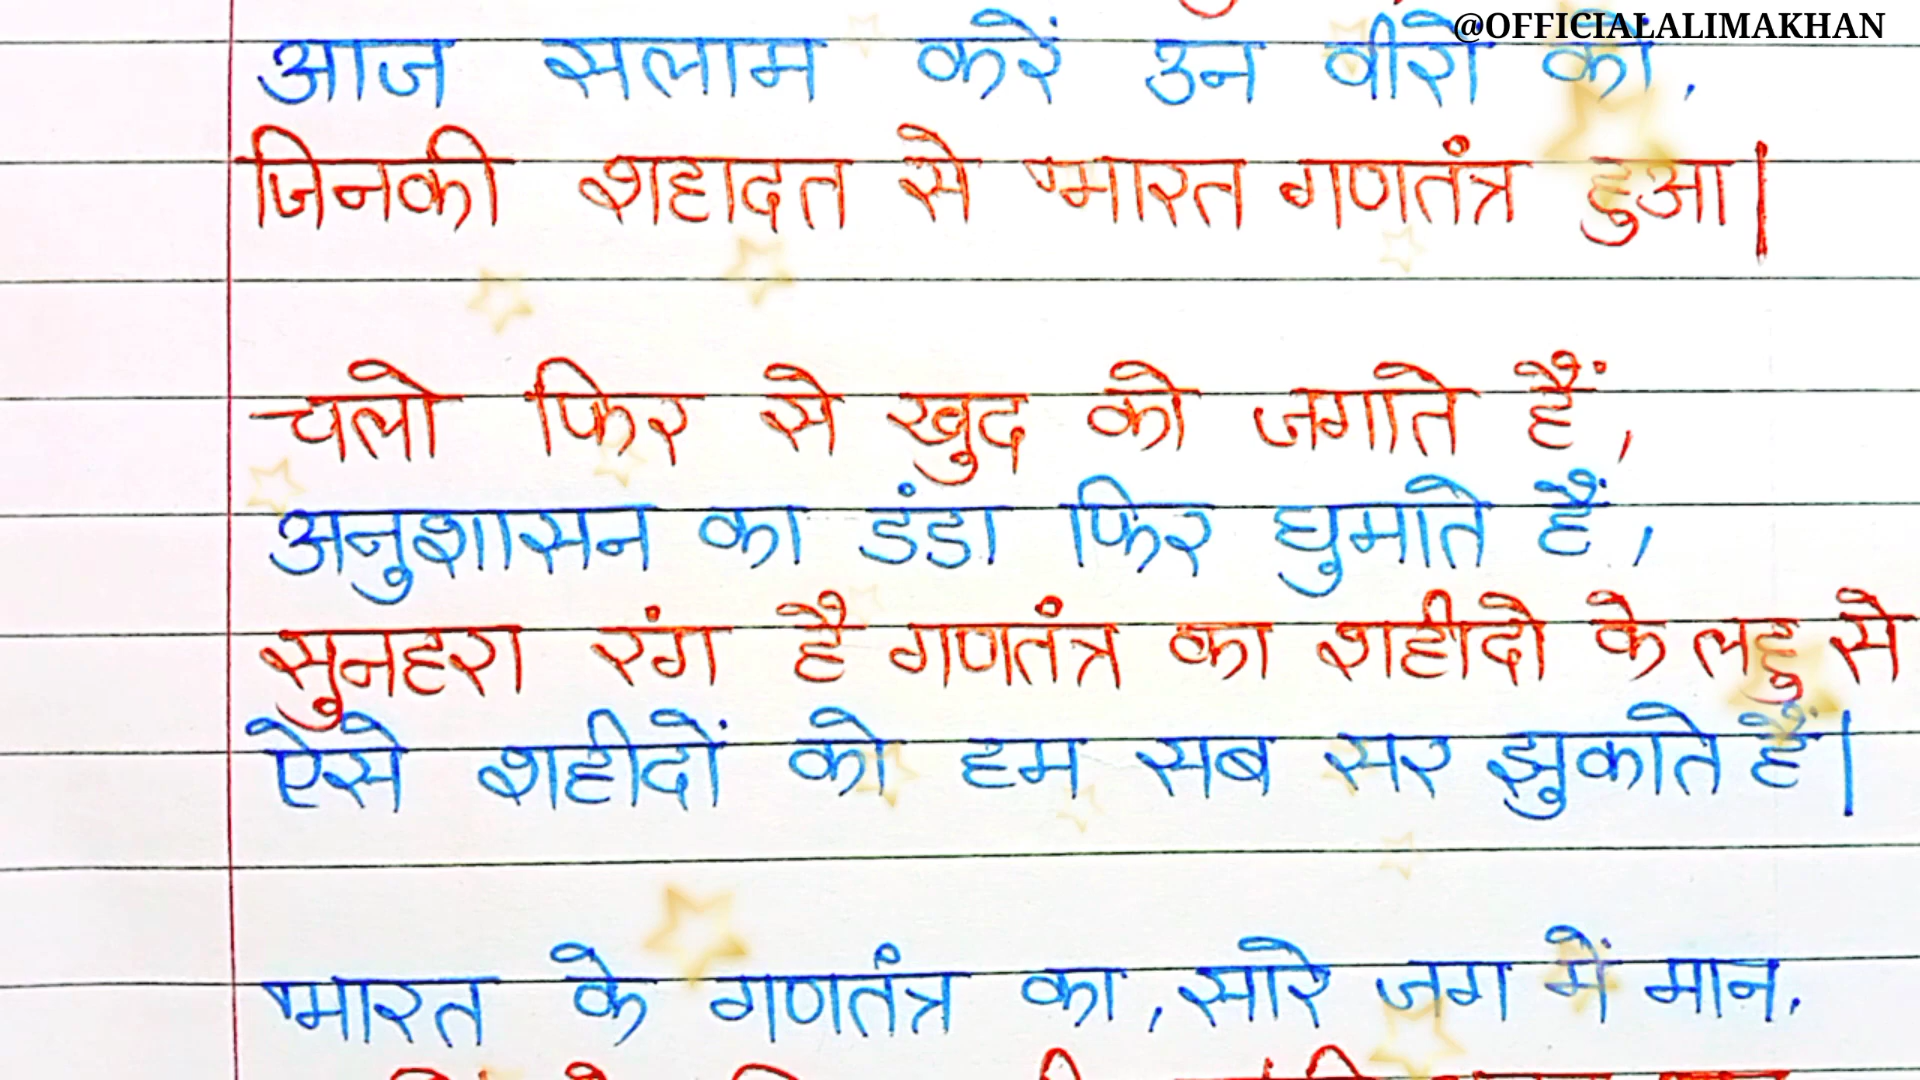 @OFFICIALALIMAKHAN
आज सलाम करें उन वीरों को,
जिनकी शहादत से भारत गणतंत्र हुआ|
चलो फिर से खुद को जगाते हैं,
अनुशासन का डंडा फिर घुमाते हैं,
सुनहरा रंग है गणतंत्र का शहीदो के लहु से
ऐसे शहीदों को हम सब सर झुकाते हैं|
भारत के गणतंत्र का, सारे जग में मान,